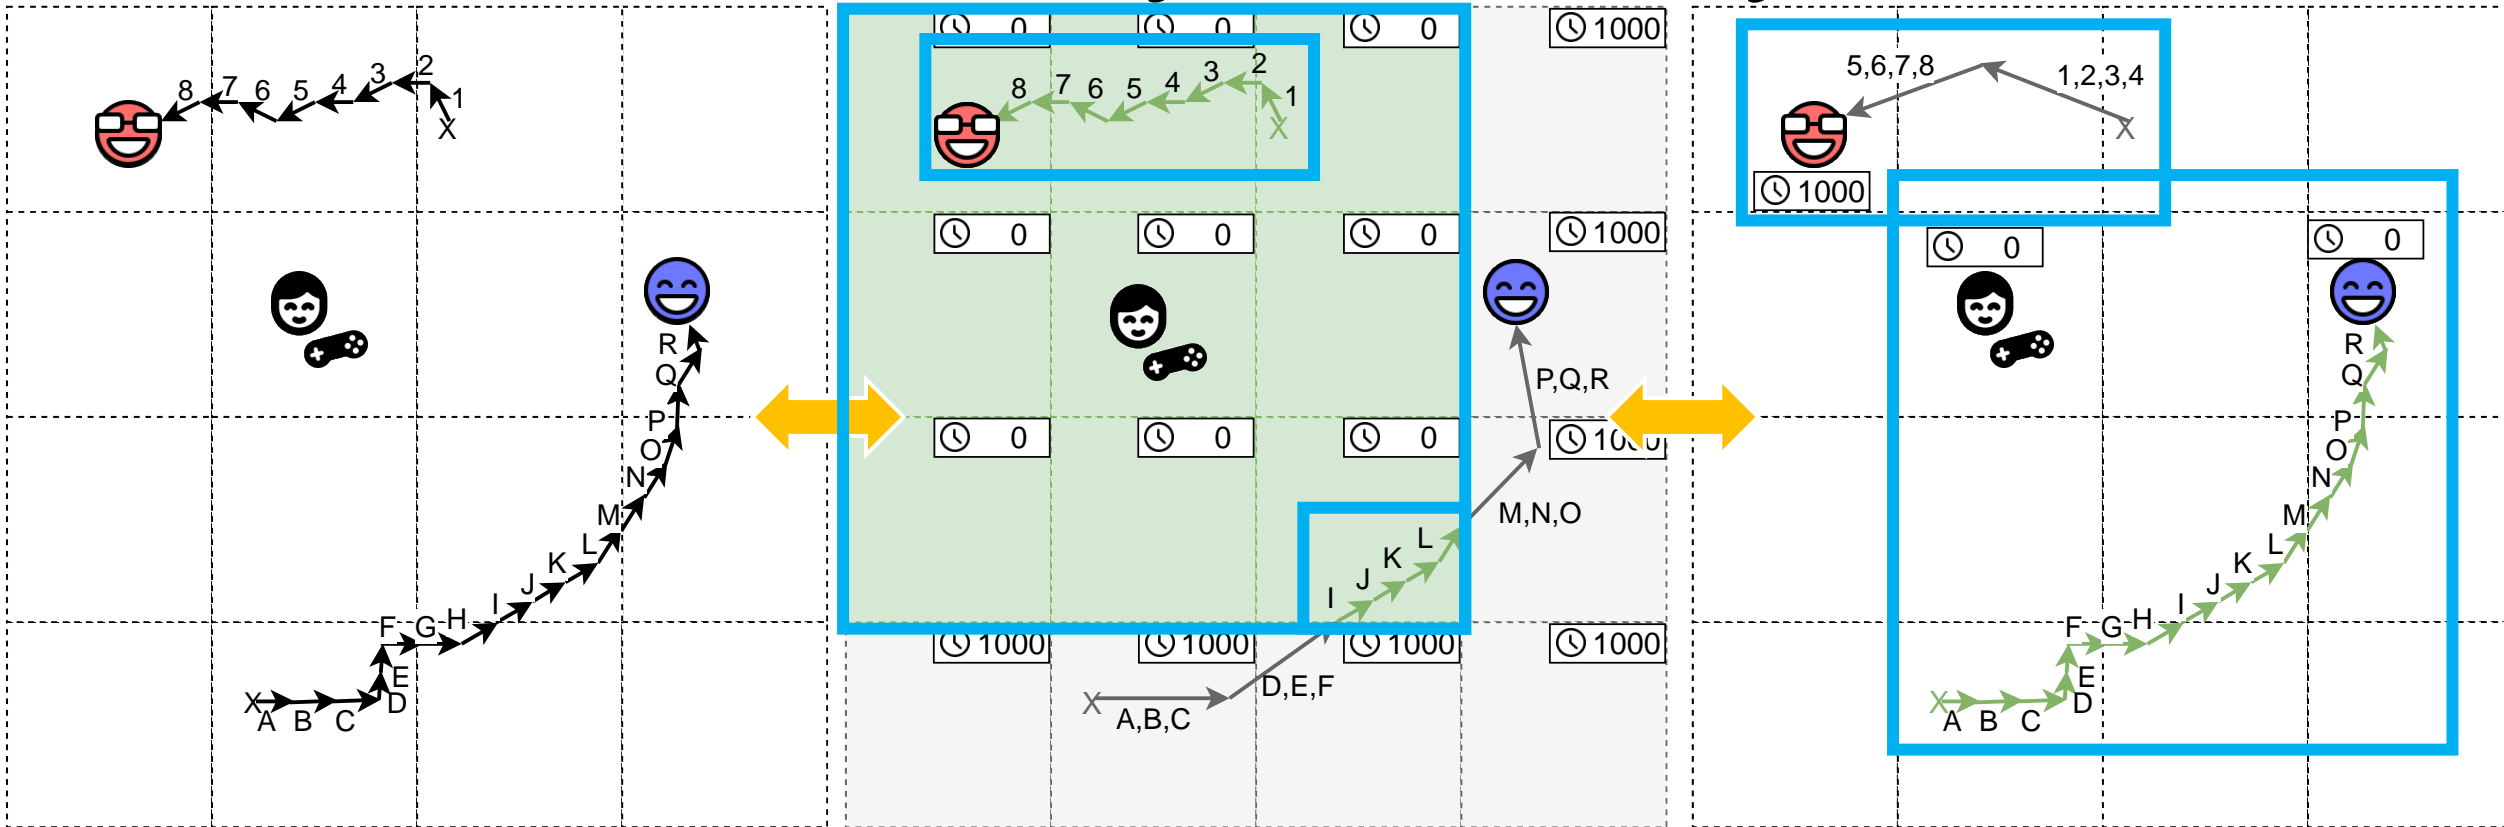 8 7 6 5 4 3 2 1
X
R
Q
P
O
N
M
L
K
J
I
H
G
F
E
D
X
A B C
0 0 0 1000
8 7 6 5 4 3 2 1
X
0 0 0 1000
P,Q,R
0 0 0
M,N,O
L
K
J
I
1000 1000 1000 1000
D,E,F
X
A,B,C
5,6,7,8 1,2,3,4
X
1000
0 0
R
Q
P
O
N
M
L
K
J
I
H
G
F
E
D
X
A B C